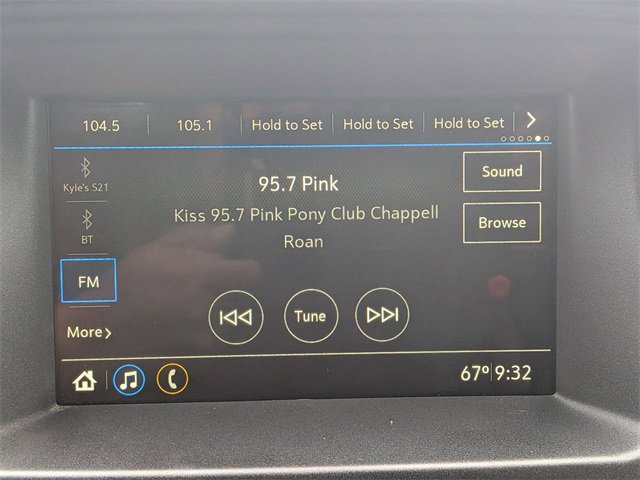 104.5 105.1 Hold to Set Hold to Set Hold to Set
Kyle's S21
Sound
95.7 Pink
Kiss 95.7 Pink Pony Club Chappell
Roan
Browse
BT
FM
More
Tune
67° 9:32